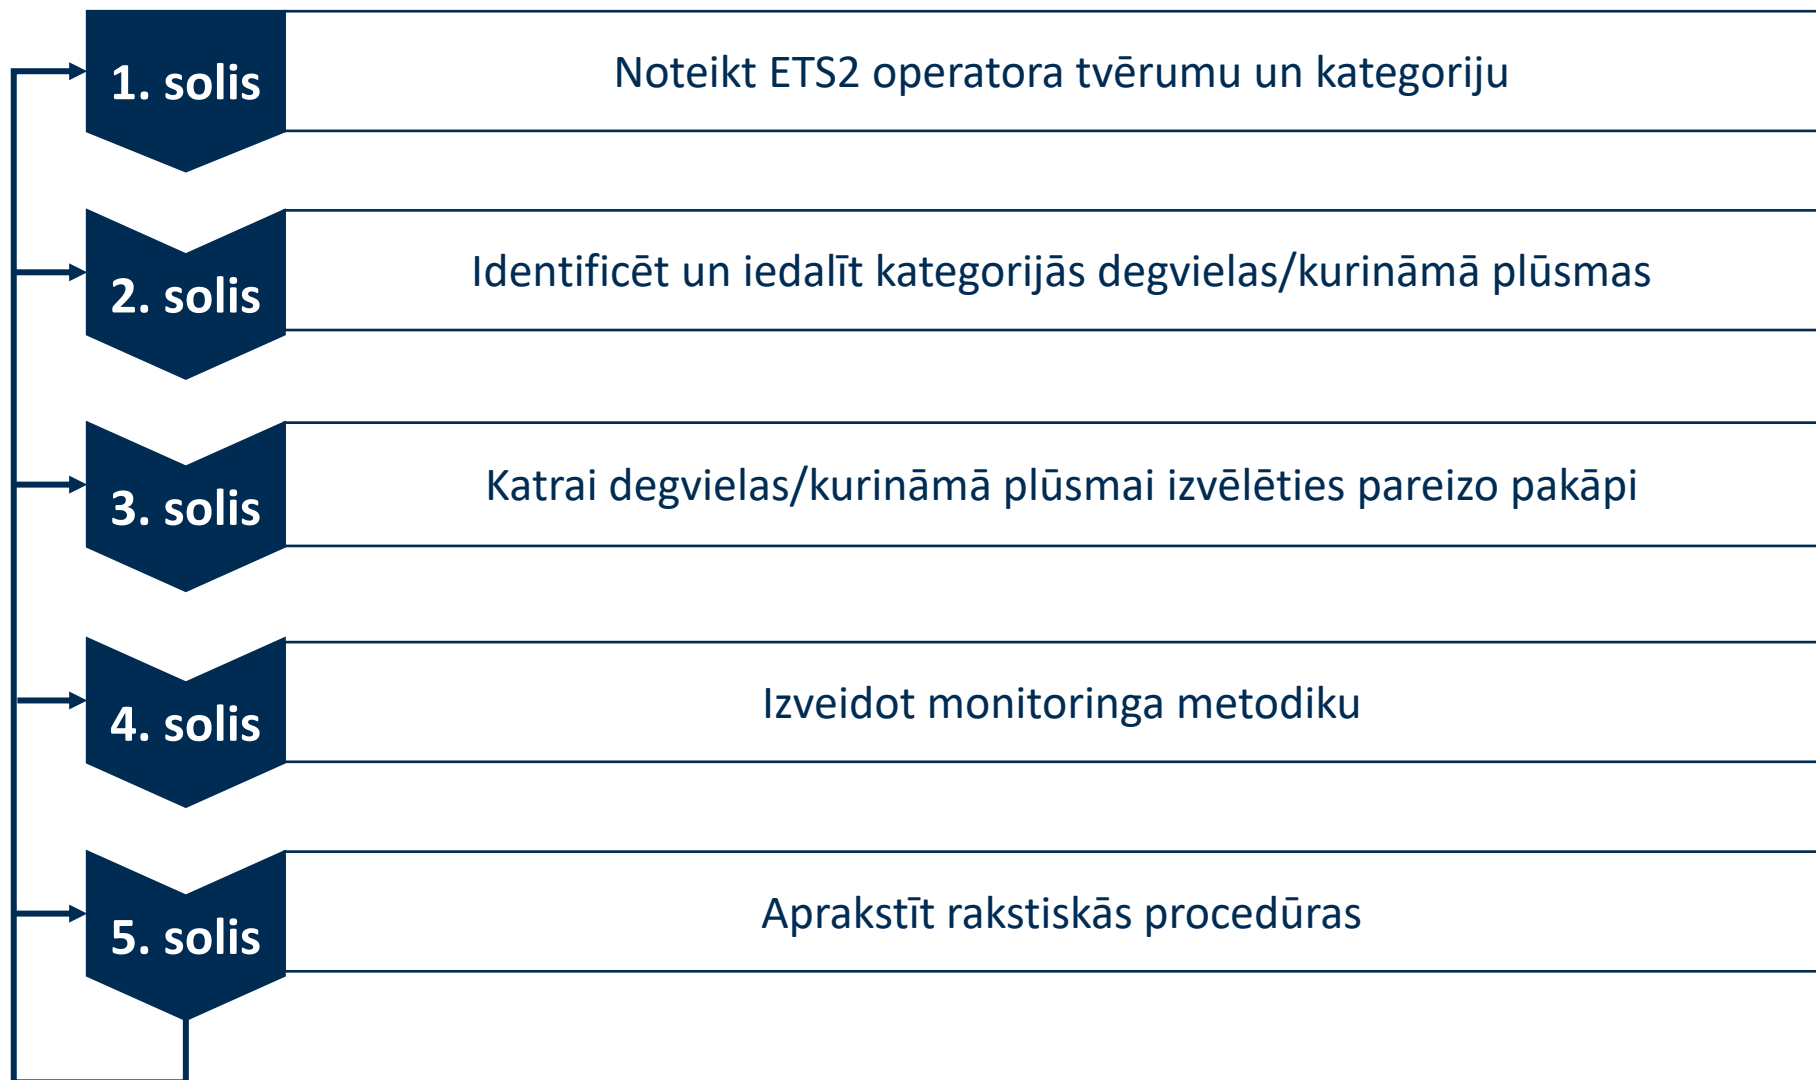 1. solis
Noteikt ETS2 operatora tvērumu un kategoriju
2. solis
Identificēt un iedalīt kategorijās degvielas/kurināmā plūsmas
3. solis
Katrai degvielas/kurināmā plūsmai izvēlēties pareizo pakāpi
4. solis
Izveidot monitoringa metodiku
5. solis
Aprakstīt rakstiskās procedūras